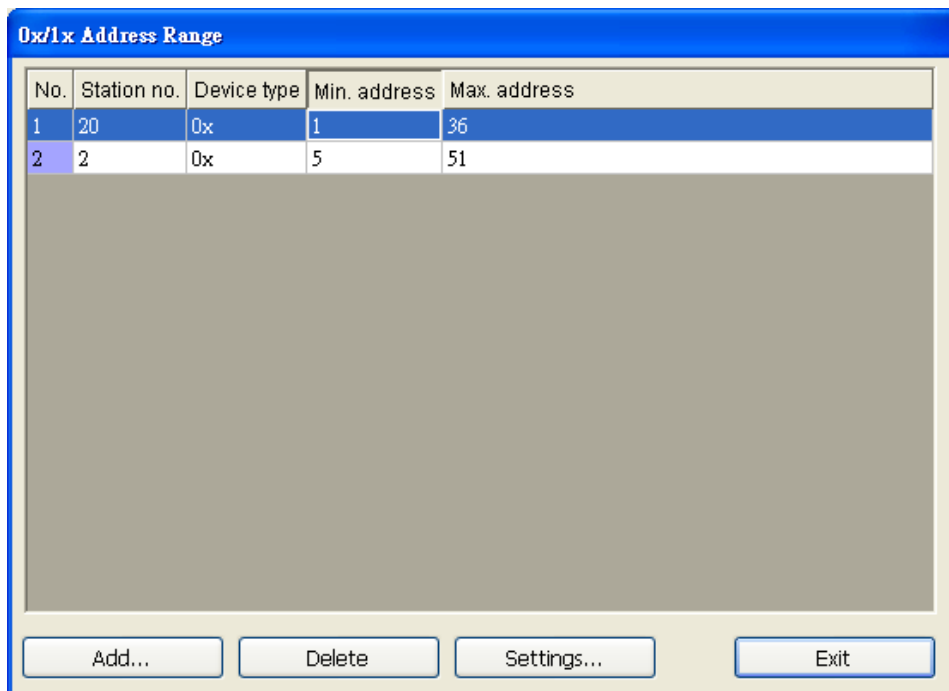 0x/1x Address Range
No. Station no. Device type Min. address Max. address
1 20 0x 1 36
2 2 0x 5 51
Add... Delete Settings... Exit